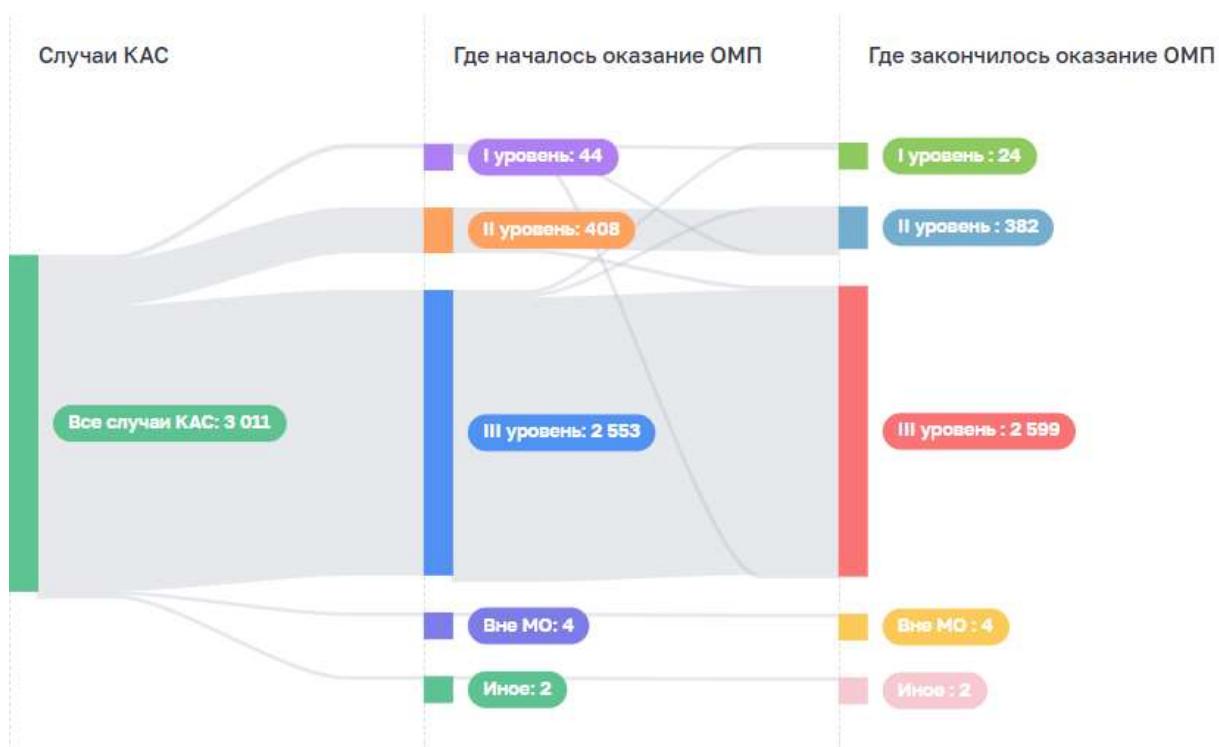 Случаи КАС
Где началось оказание ОМП
Где закончилось оказание ОМП
I уровень: 44
I уровень : 24
II уровень: 408
II уровень : 382
Все случаи КАС: 3 011
III уровень: 2 553
III уровень : 2 599
Вне МО: 4
Вне МО : 4
Иное: 2
Иное : 2